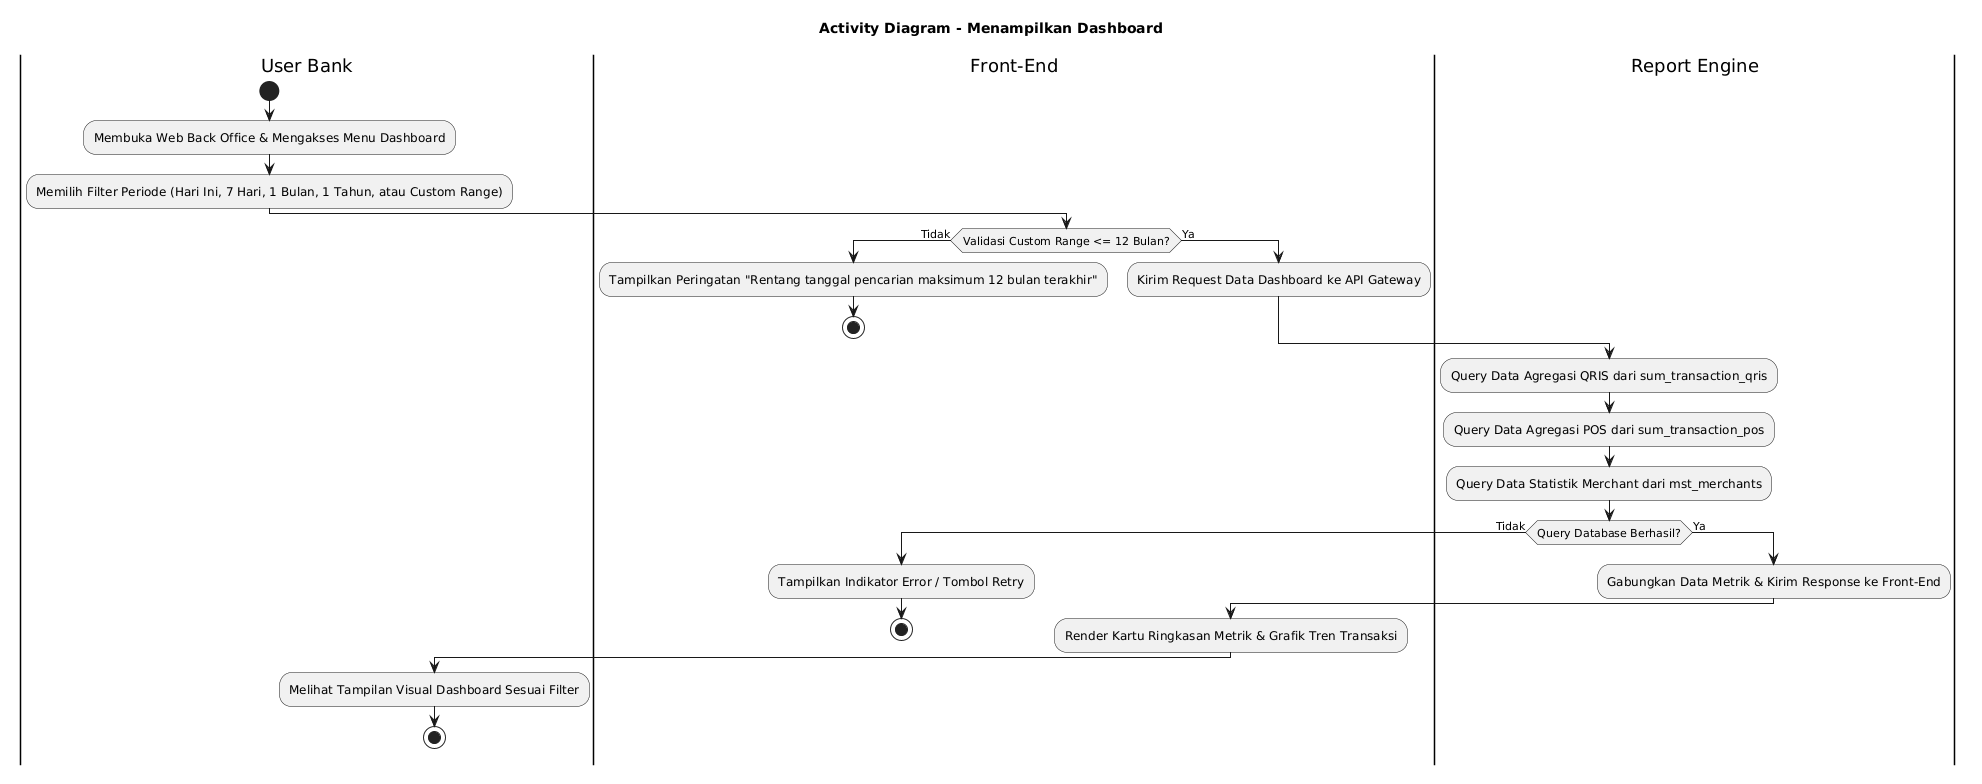 Activity Diagram - Menampilkan Dashboard
User Bank
Front-End
Report Engine
Membuka Web Back Office & Mengakses Menu Dashboard
Memilih Filter Periode (Hari Ini, 7 Hari, 1 Bulan, 1 Tahun, atau Custom Range)
Tidak
Validasi Custom Range <= 12 Bulan?
Ya
Tampilkan Peringatan "Rentang tanggal pencarian maksimum 12 bulan terakhir"
Kirim Request Data Dashboard ke API Gateway
Query Data Agregasi QRIS dari sum_transaction_qris
Query Data Agregasi POS dari sum_transaction_pos
Query Data Statistik Merchant dari mst_merchants
Tidak
Query Database Berhasil?
Ya
Tampilkan Indikator Error / Tombol Retry
Gabungkan Data Metrik & Kirim Response ke Front-End
Render Kartu Ringkasan Metrik & Grafik Tren Transaksi
Melihat Tampilan Visual Dashboard Sesuai Filter